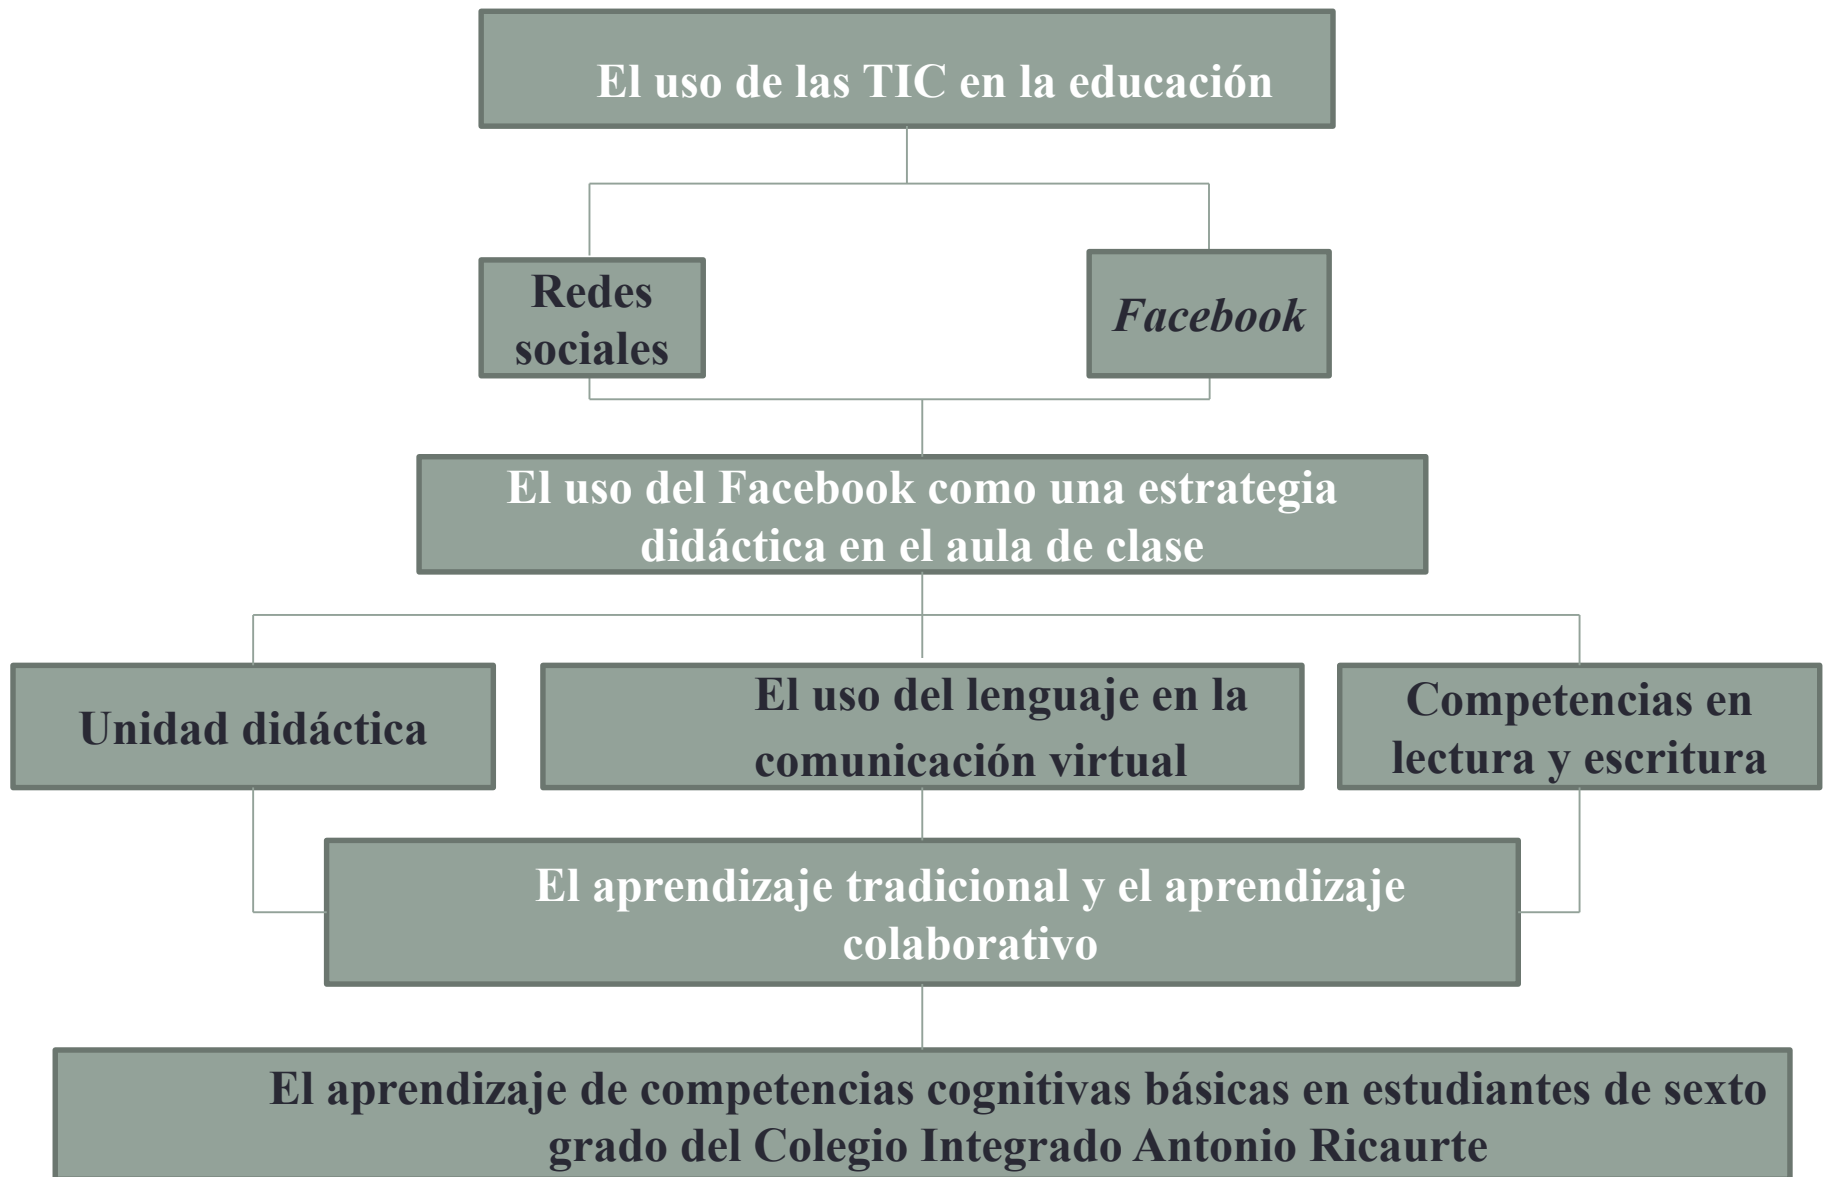 El uso de las TIC en la educación
Redes
sociales
Facebook
El uso del Facebook como una estrategia
didáctica en el aula de clase
Unidad didáctica
El uso del lenguaje en la
comunicación virtual
Competencias en
lectura y escritura
El aprendizaje tradicional y el aprendizaje
colaborativo
El aprendizaje de competencias cognitivas básicas en estudiantes de sexto
grado del Colegio Integrado Antonio Ricaurte